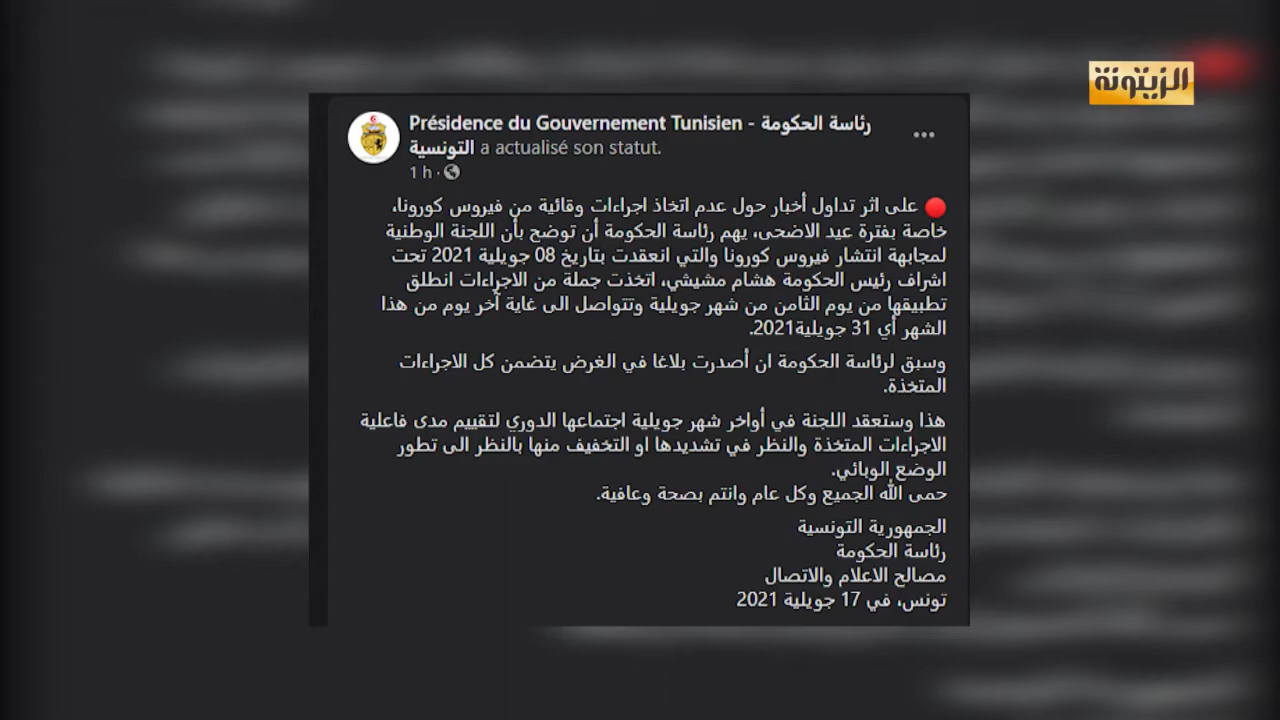 الزيتونة
Présidence du Gouvernement Tunisien - رئاسة الحكومة
التونسية a actualisé son statut.
1 h ·
على اثر تداول أخبار حول عدم اتخاذ اجراءات وقائية من فيروس كورونا،
خاصة بفترة عيد الاضحى، يهم رئاسة الحكومة أن توضح بأن اللجنة الوطنية
لمجابهة انتشار فيروس كورونا والتي انعقدت بتاريخ 08 جويلية 2021 تحت
اشراف رئيس الحكومة هشام مشيشي، اتخذت جملة من الاجراءات انطلق
تطبيقها من يوم الثامن من شهر جويلية وتتواصل الى غاية آخر يوم من هذا
الشهر أي 31 جويلية2021.
وسبق لرئاسة الحكومة ان أصدرت بلاغا في الغرض يتضمن كل الاجراءات
المتخذة.
هذا وستعقد اللجنة في أواخر شهر جويلية اجتماعها الدوري لتقييم مدى فاعلية
الاجراءات المتخذة والنظر في تشديدها او التخفيف منها بالنظر الى تطور
الوضع الوبائي.
حمى الله الجميع وكل عام وانتم بصحة وعافية.
الجمهورية التونسية
رئاسة الحكومة
مصالح الاعلام والاتصال
تونس، في 17 جويلية 2021